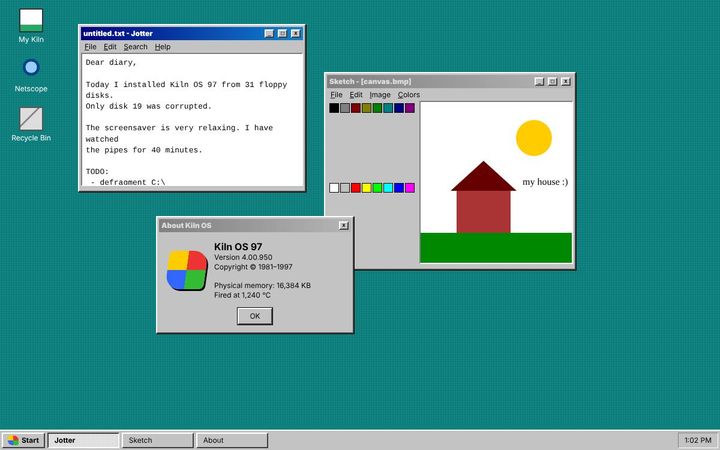 My Kiln
Netscope
Recycle Bin
untitled.txt - Jotter
File Edit Search Help
Dear diary,
Today I installed Kiln OS 97 from 31 floppy
disks.
Only disk 19 was corrupted.
The screensaver is very relaxing. I have
watched
the pipes for 40 minutes.
TODO:
- defragment C:\
Sketch - [canvas.bmp]
File Edit Image Colors
my house :)
About Kiln OS
Kiln OS 97
Version 4.00.950
Copyright © 1981–1997
Physical memory: 16,384 KB
Fired at 1,240 °C
OK
Start
Jotter
Sketch
About
1:02 PM